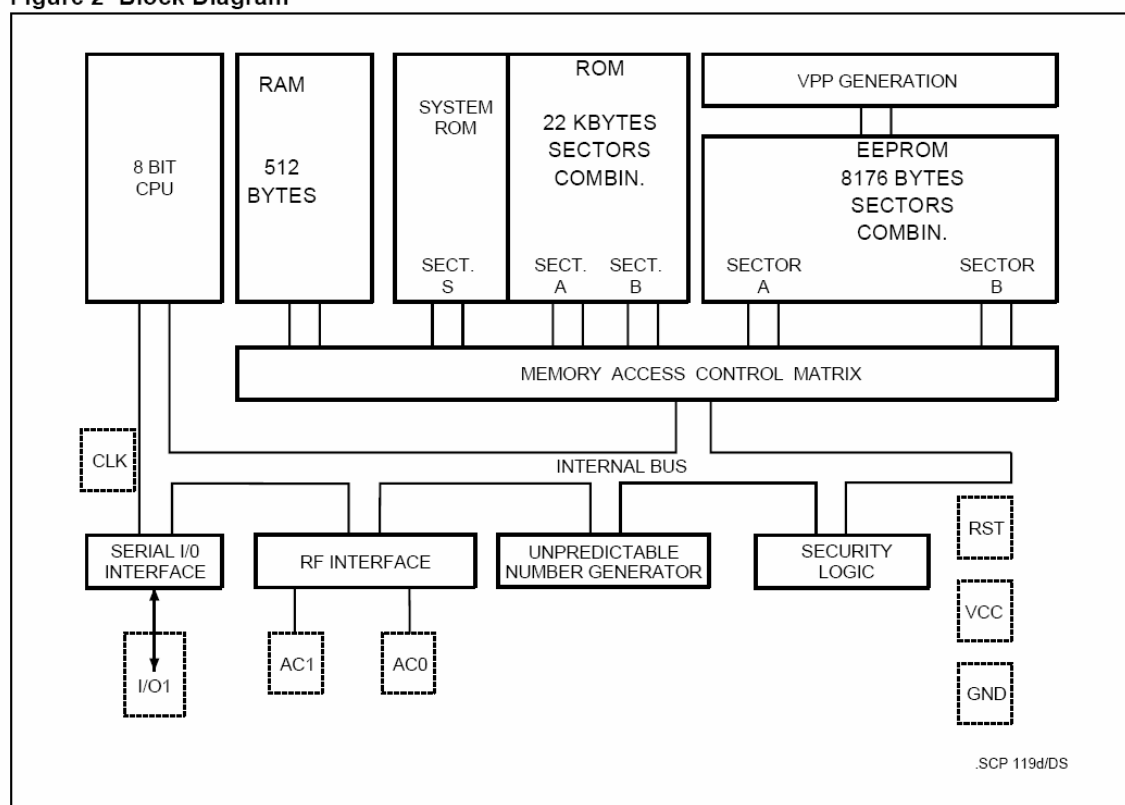 Figure 2 Block Diagram
8 BIT
CPU
RAM
512
BYTES
SYSTEM
ROM
SECT.
S
ROM
22 KBYTES
SECTORS
COMBIN.
SECT.
A
SECT.
B
VPP GENERATION
EEPROM
8176 BYTES
SECTORS
COMBIN.
SECTOR
A
SECTOR
B
MEMORY ACCESS CONTROL MATRIX
CLK
INTERNAL BUS
SERIAL I/0
INTERFACE
RF INTERFACE
UNPREDICTABLE
NUMBER GENERATOR
SECURITY
LOGIC
RST
VCC
GND
I/O1
AC1
AC0
.SCP 119d/DS